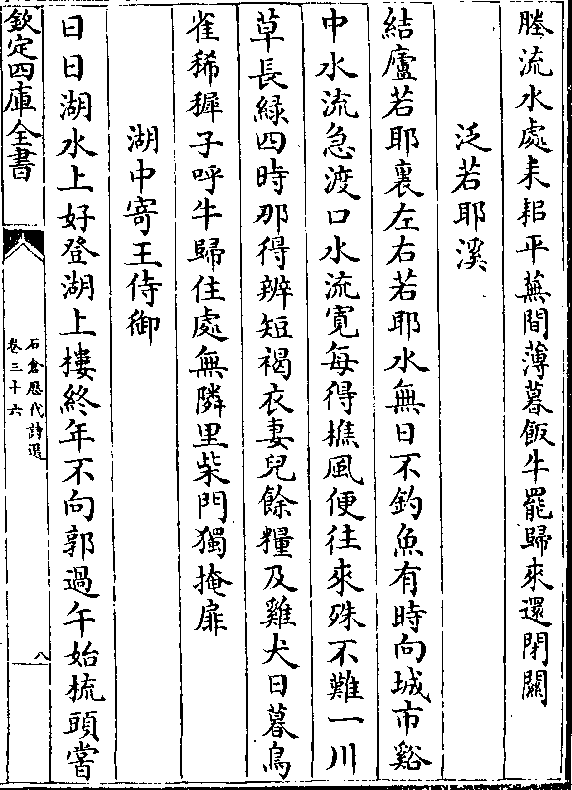 塍流水處耒耜平蕪間薄暮飯牛罷歸來還閉關
泛若耶溪
結廬若耶裏左右若耶水無日不釣魚有時向城市谿
中水流急渡口水流寛每得樵風便往來殊不難一川
草長緑四時那得辨短褐衣妻兒餘糧及雞犬日暮鳥
雀稀穉子呼牛歸住處無隣里柴門獨掩扉
湖中寄王侍御
日日湖水上好登湖上摟終年不向郭過午始梳頭嘗
欽定四庫全書
石倉歷代詩選
卷三十六
八